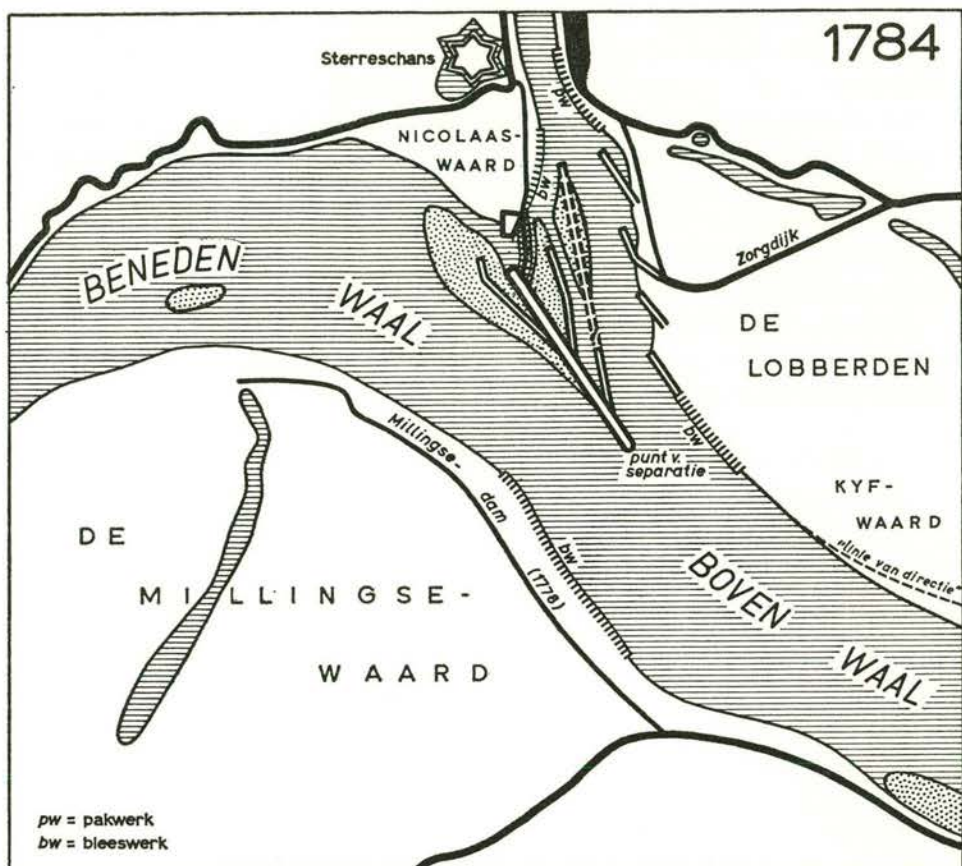 1784
Sterreschans
pw
NICOLAAS-
WAARD
bw
BENEDEN
WAAL
Zorgdijk
DE
LOBBERDEN
Millingse-
dam
(1778)
bw
punt v.
separatie
bw
KYF-
WAARD
"linie van directie"
BOVEN
WAAL
DE
MILLINGSE-
WAARD
pw = pakwerk
bw = bleeswerk